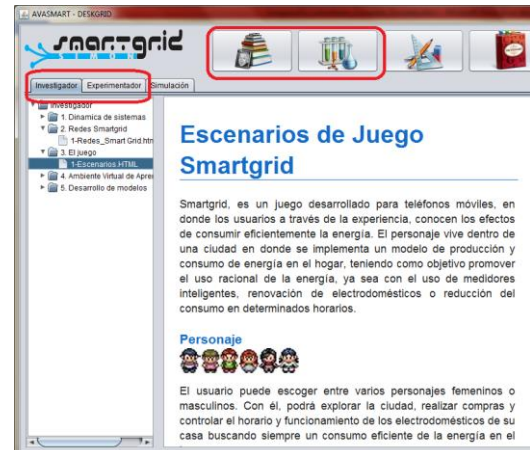 AVASMART - DESKGRID
smartgrid
SIMON
Investigador Experimentador Simulación
Investigador
1. Dinamica de sistemas
2. Redes Smartgrid
1-Redes_Smart Grid.htm
3. El juego
1-Escenarios.HTML
4. Ambiente Virtual de Apren
5. Desarrollo de modelos
Escenarios de Juego
Smartgrid
Smartgrid, es un juego desarrollado para teléfonos móviles, en
donde los usuarios a través de la experiencia, conocen los efectos
de consumir eficientemente la energía. El personaje vive dentro de
una ciudad en donde se implementa un modelo de producción y
consumo de energía en el hogar, teniendo como objetivo promover
el uso racional de la energía, ya sea con el uso de medidores
inteligentes, renovación de electrodomésticos o reducción del
consumo en determinados horarios.
Personaje
El usuario puede escoger entre varios personajes femeninos o
masculinos. Con él, podrá explorar la ciudad, realizar compras y
controlar el horario y funcionamiento de los electrodomésticos de su
casa buscando siempre un consumo eficiente de la energía en el